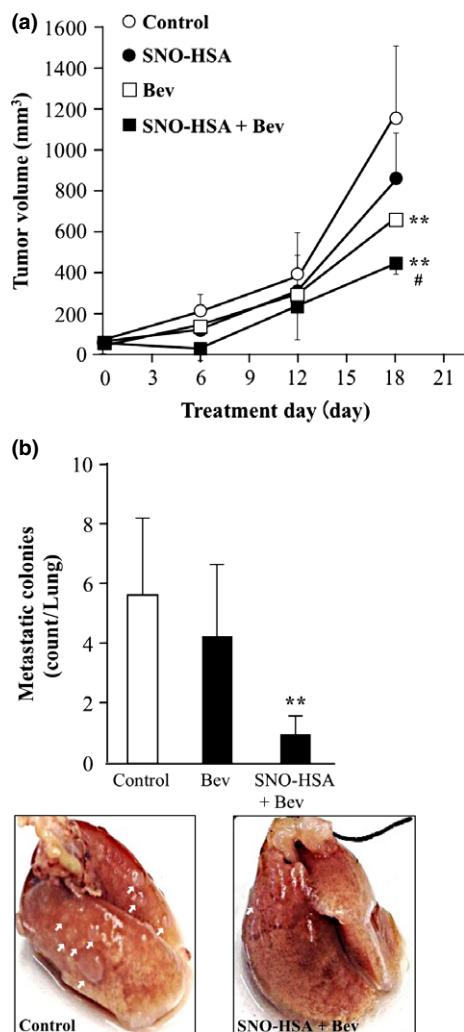 (a)
Control
SNO-HSA
Bev
SNO-HSA + Bev
Tumor volume (mm³)
1600
1400
1200
1000
800
600
400
200
0
**
**
#
0 3 6 9 12 15 18 21
Treatment day (day)
(b)
Metastatic colonies
(count/Lung)
10
8
6
4
2
0
**
Control Bev SNO-HSA
+ Bev
Control
SNO-HSA + Bev